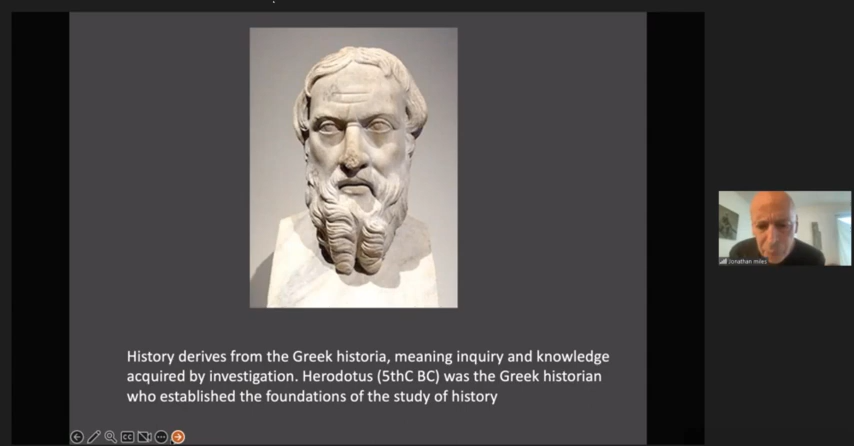 History derives from the Greek historia, meaning inquiry and knowledge
acquired by investigation. Herodotus (5thC BC) was the Greek historian
who established the foundations of the study of history
Jonathan miles
CC